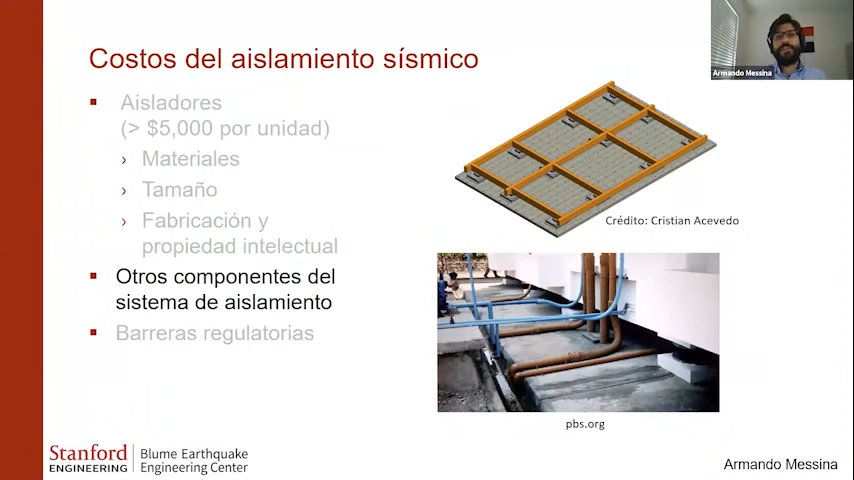 Costos del aislamiento sísmico
Aisladores
(> $5,000 por unidad)
Materiales
Tamaño
Fabricación y
propiedad intelectual
Otros componentes del
sistema de aislamiento
Barreras regulatorias
Armando Messina
Crédito: Cristian Acevedo
pbs.org
Stanford
ENGINEERING
Blume Earthquake
Engineering Center
Armando Messina